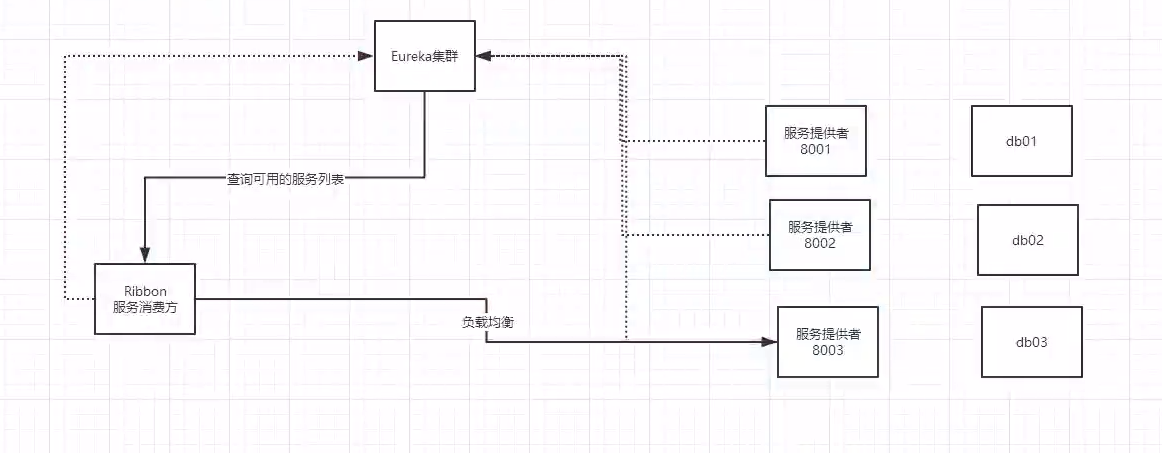 Eureka集群
服务提供者
8001
db01
查询可用的服务列表
服务提供者
8002
db02
Ribbon
服务消费方
负载均衡
服务提供者
8003
db03